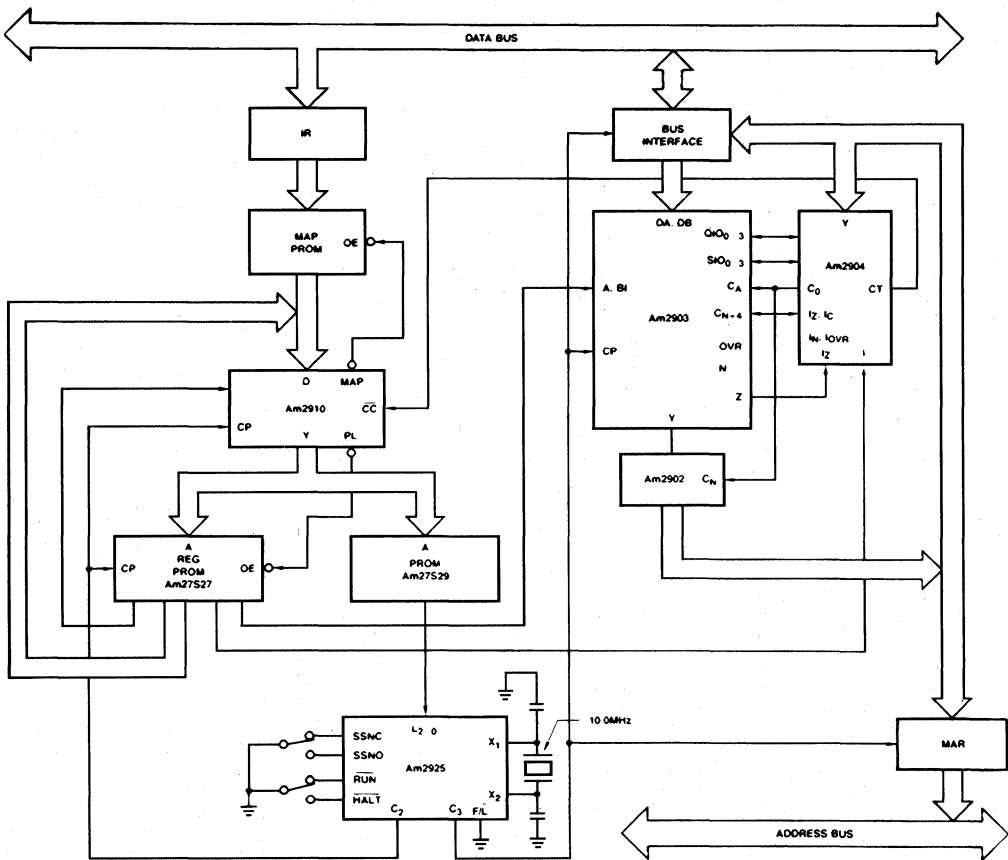 DATA BUS
IR
BUS
INTERFACE
MAP
PROM
OE
DA. DB
QIO0 3
SIO0 3
CA
CN+4
OVR
N
Z
A. BI
Am2903
CP
Y
Y
Am2904
C0
CT
IZ. IC
IN. IOVR
IZ
I
D
MAP
Am2910
CC
CP
Y
PL
Am2902
CN
A
REG
PROM
Am27S27
CP
OE
A
PROM
Am27S29
10.0MHz
SSNC
SSNO
RUN
HALT
L2 0
Am2925
X1
X2
C2
C3
F/L
MAR
ADDRESS BUS